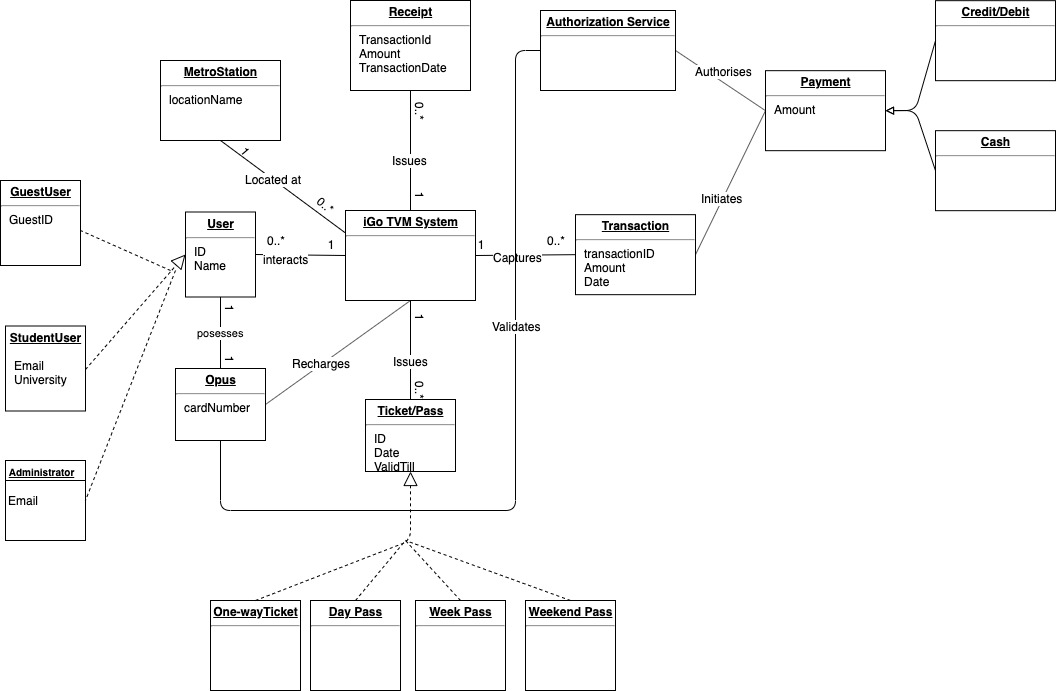 Receipt
TransactionId
Amount
TransactionDate
Authorization Service
Credit/Debit
MetroStation
locationName
Authorises
Payment
Amount
0..*
Cash
1
Issues
Located at
GuestUser
GuestID
0..*
1
Initiates
User
ID
Name
iGo TVM System
Transaction
transactionID
Amount
Date
0..*
1
interacts
1
0..*
Captures
1
posesses
1
1
Validates
StudentUser
Email
University
Recharges
Issues
0..*
Opus
cardNumber
Ticket/Pass
ID
Date
ValidTill
Administrator
Email
One-wayTicket
Day Pass
Week Pass
Weekend Pass